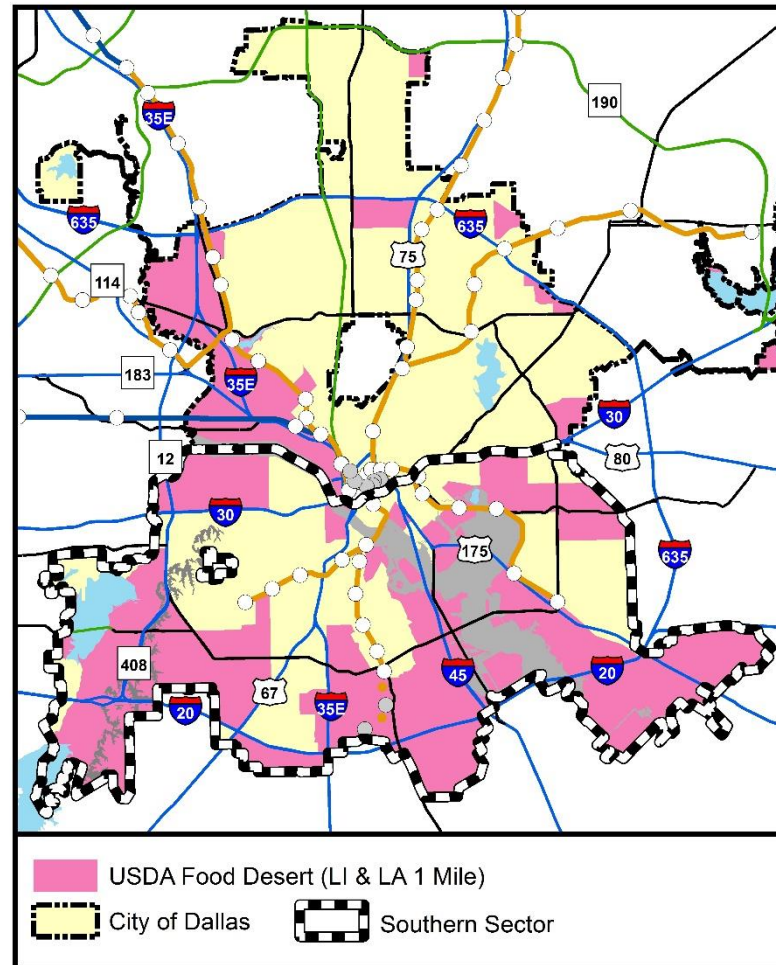 35E
190
635
635
75
114
183
35E
30
80
12
30
175
635
408
45
20
67
20
35E
USDA Food Desert (LI & LA 1 Mile)
City of Dallas
Southern Sector